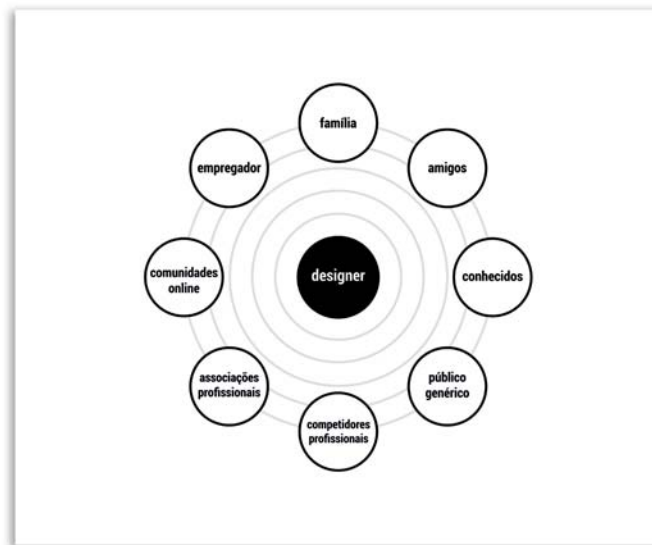 família
empregador
amigos
comunidades
online
designer
conhecidos
associações
profissionais
público
genérico
competidores
profissionais